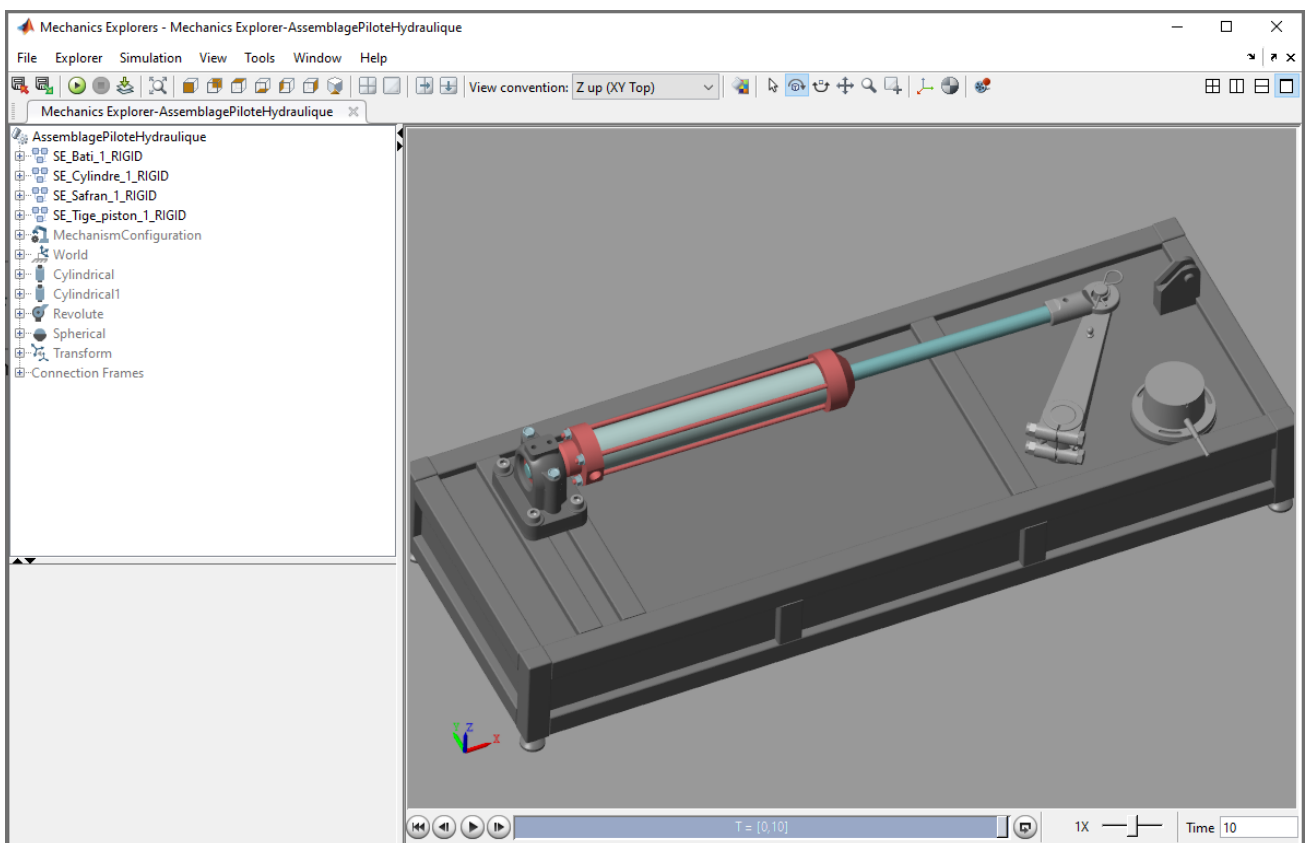 Mechanics Explorers - Mechanics Explorer-AssemblagePiloteHydraulique
File Explorer Simulation View Tools Window Help
View convention: Z up (XY Top)
Mechanics Explorer-AssemblagePiloteHydraulique
AssemblagePiloteHydraulique
SE_Bati_1_RIGID
SE_Cylindre_1_RIGID
SE_Safran_1_RIGID
SE_Tige_piston_1_RIGID
MechanismConfiguration
World
Cylindrical
Cylindrical1
Revolute
Spherical
Transform
Connection Frames
Y Z
X
T = [0,10]
1X
Time 10